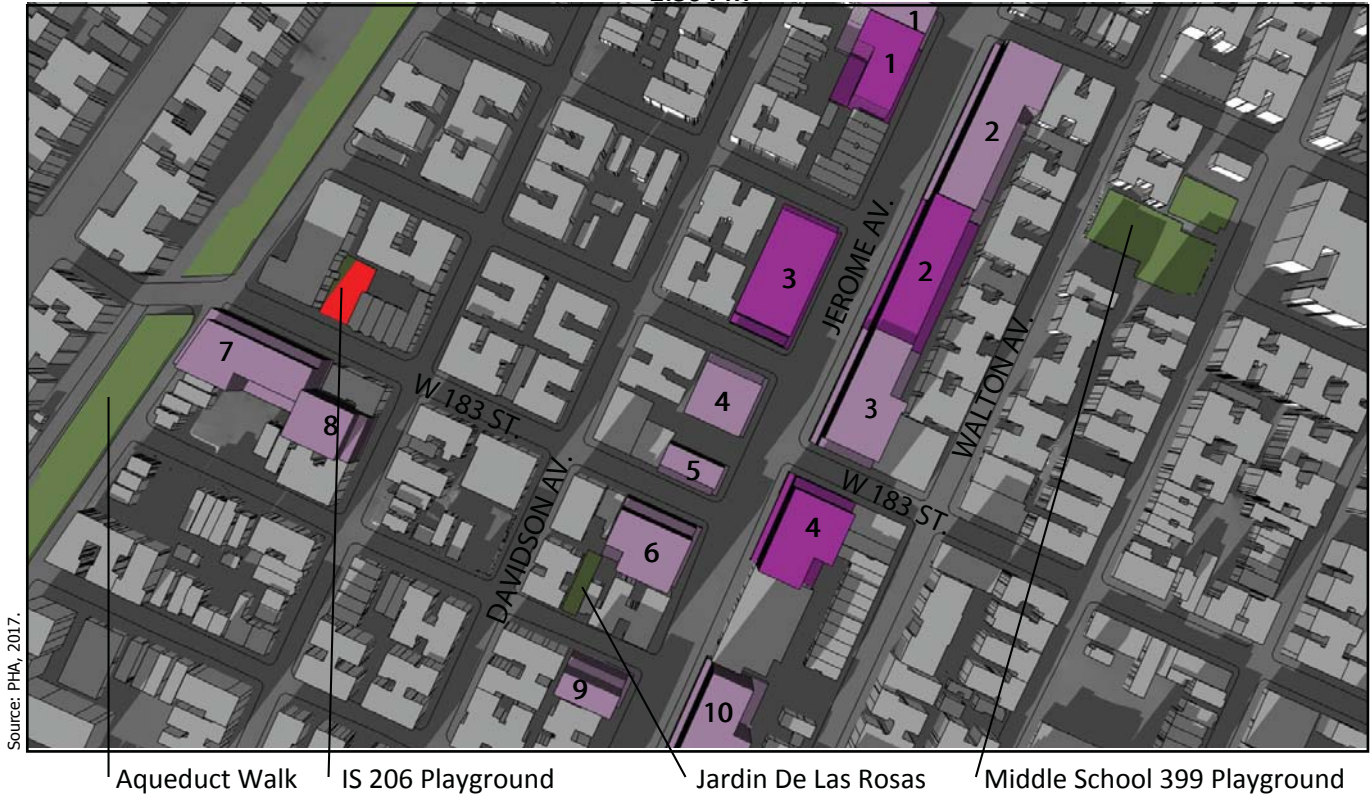 1
1
2
JEROME AV.
3
2
7
4
3
WALTON AV.
W 183 ST.
8
5
DAVIDSON AV.
W 183 ST.
4
6
9
10
Source: PHA, 2017.
Aqueduct Walk
IS 206 Playground
Jardin De Las Rosas
Middle School 399 Playground